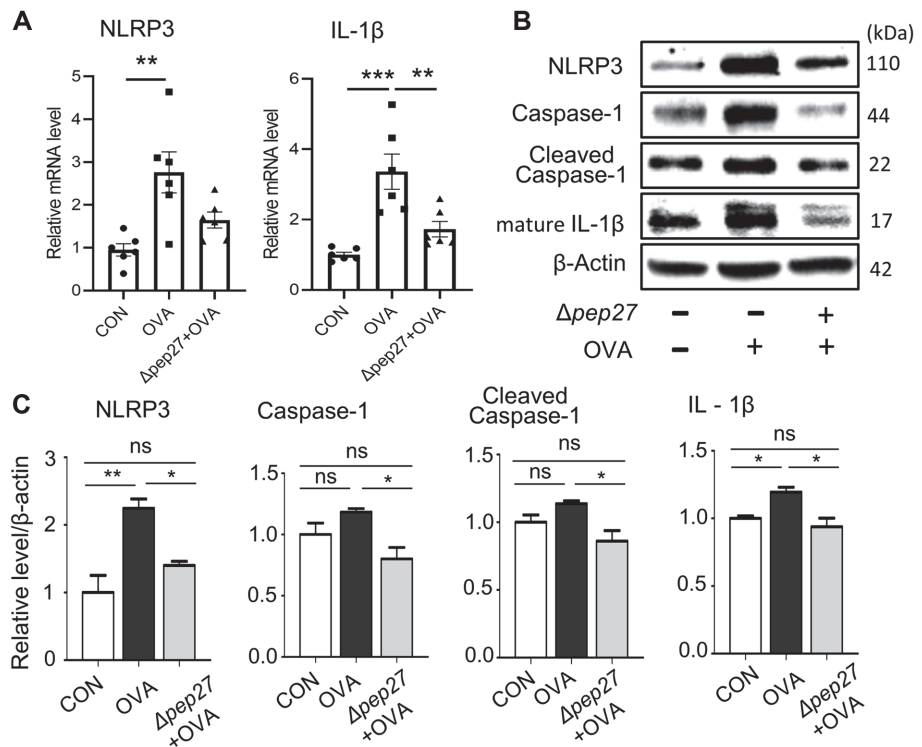 A
NLRP3
IL-1β
**
*** **
Relative mRNA level
5
4
3
2
1
0
CON
OVA
Δpep27+OVA
Relative mRNA level
6
4
2
0
CON
OVA
Δpep27+OVA
B
(kDa)
NLRP3
110
Caspase-1
44
Cleaved
Caspase-1
22
mature IL-1β
17
β-Actin
42
Δpep27 − − +
OVA − + +
C
NLRP3
ns
** *
Relative level/β-actin
3
2
1
0
CON
OVA
Δpep27
+OVA
Caspase-1
ns
ns *
1.5
1.0
0.5
0.0
CON
OVA
Δpep27
+OVA
Cleaved
Caspase-1
ns
ns *
1.5
1.0
0.5
0.0
CON
OVA
Δpep27
+OVA
IL - 1β
ns
* *
1.5
1.0
0.5
0.0
CON
OVA
Δpep27
+OVA